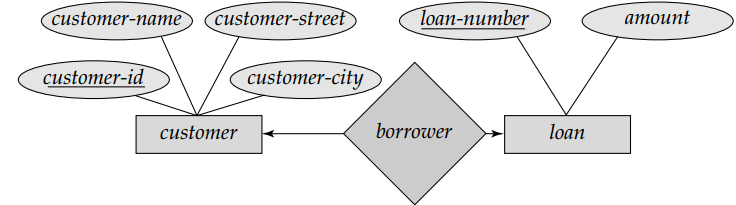 customer-name
customer-street
loan-number
amount
customer-id
customer-city
customer
borrower
loan